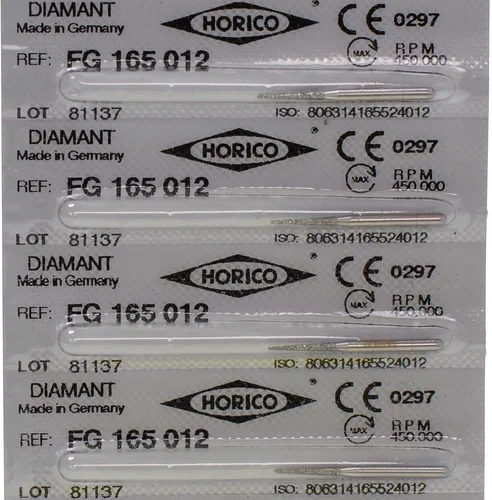 DIAMANT HORICO ® CE 0297
Made in Germany
REF: FG 165 012 MAX RPM 450.000
LOT 81137 ISO: 806314165524012
DIAMANT HORICO ® CE 0297
Made in Germany
REF: FG 165 012 MAX RPM 450.000
LOT 81137 ISO: 806314165524012
DIAMANT HORICO ® CE 0297
Made in Germany
REF: FG 165 012 MAX RPM 450.000
LOT 81137 ISO: 806314165524012
DIAMANT HORICO ® CE 0297
Made in Germany
REF: FG 165 012 MAX RPM 450.000
LOT 81137 ISO: 806314165524012